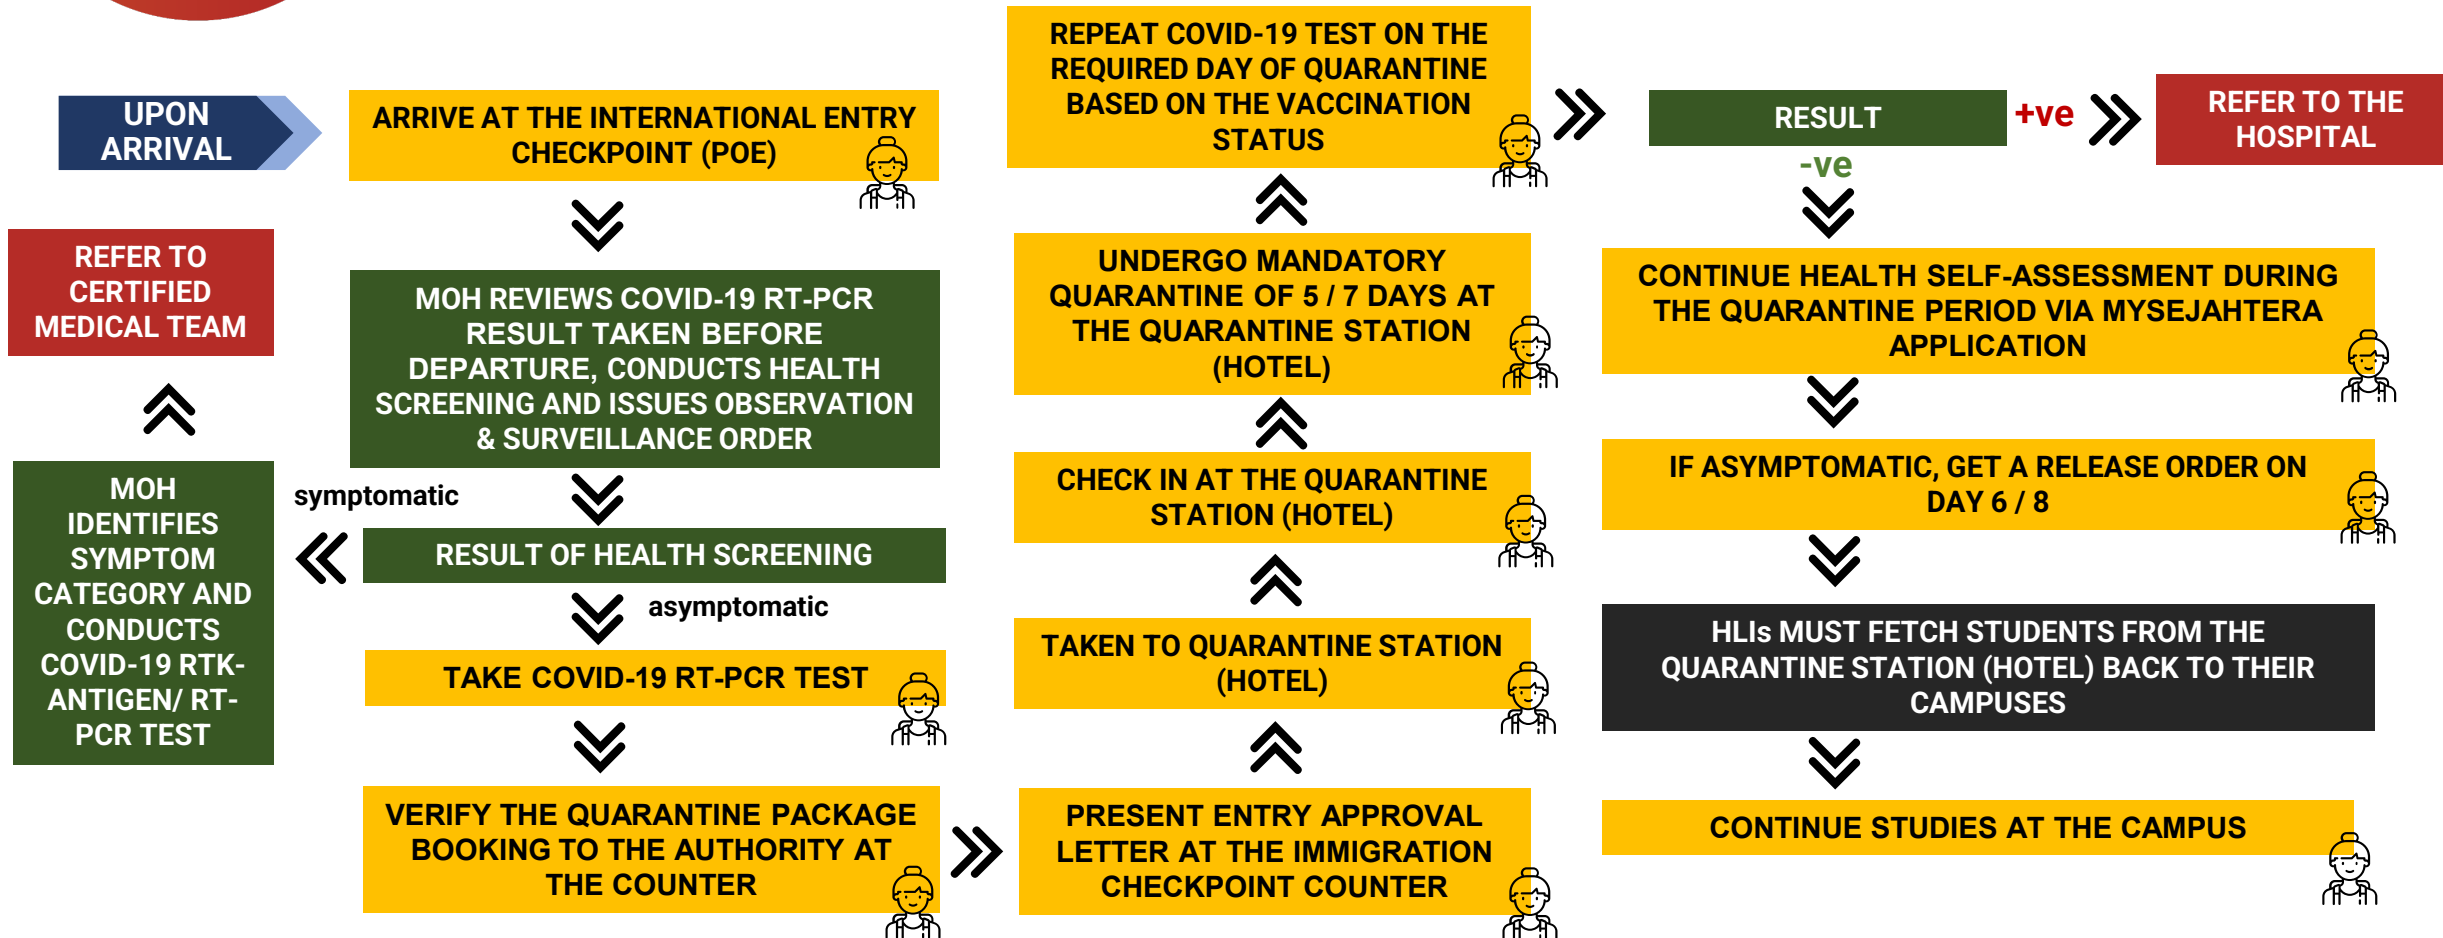 UPON
ARRIVAL
ARRIVE AT THE INTERNATIONAL ENTRY
CHECKPOINT (POE)
MOH REVIEWS COVID-19 RT-PCR
RESULT TAKEN BEFORE
DEPARTURE, CONDUCTS HEALTH
SCREENING AND ISSUES OBSERVATION
& SURVEILLANCE ORDER
RESULT OF HEALTH SCREENING
symptomatic
MOH
IDENTIFIES
SYMPTOM
CATEGORY AND
CONDUCTS
COVID-19 RTK-
ANTIGEN/ RT-
PCR TEST
REFER TO
CERTIFIED
MEDICAL TEAM
asymptomatic
TAKE COVID-19 RT-PCR TEST
VERIFY THE QUARANTINE PACKAGE
BOOKING TO THE AUTHORITY AT
THE COUNTER
PRESENT ENTRY APPROVAL
LETTER AT THE IMMIGRATION
CHECKPOINT COUNTER
TAKEN TO QUARANTINE STATION
(HOTEL)
CHECK IN AT THE QUARANTINE
STATION (HOTEL)
UNDERGO MANDATORY
QUARANTINE OF 5 / 7 DAYS AT
THE QUARANTINE STATION
(HOTEL)
REPEAT COVID-19 TEST ON THE
REQUIRED DAY OF QUARANTINE
BASED ON THE VACCINATION
STATUS
RESULT
+ve
REFER TO THE
HOSPITAL
-ve
CONTINUE HEALTH SELF-ASSESSMENT DURING
THE QUARANTINE PERIOD VIA MYSEJAHTERA
APPLICATION
IF ASYMPTOMATIC, GET A RELEASE ORDER ON
DAY 6 / 8
HLIs MUST FETCH STUDENTS FROM THE
QUARANTINE STATION (HOTEL) BACK TO THEIR
CAMPUSES
CONTINUE STUDIES AT THE CAMPUS